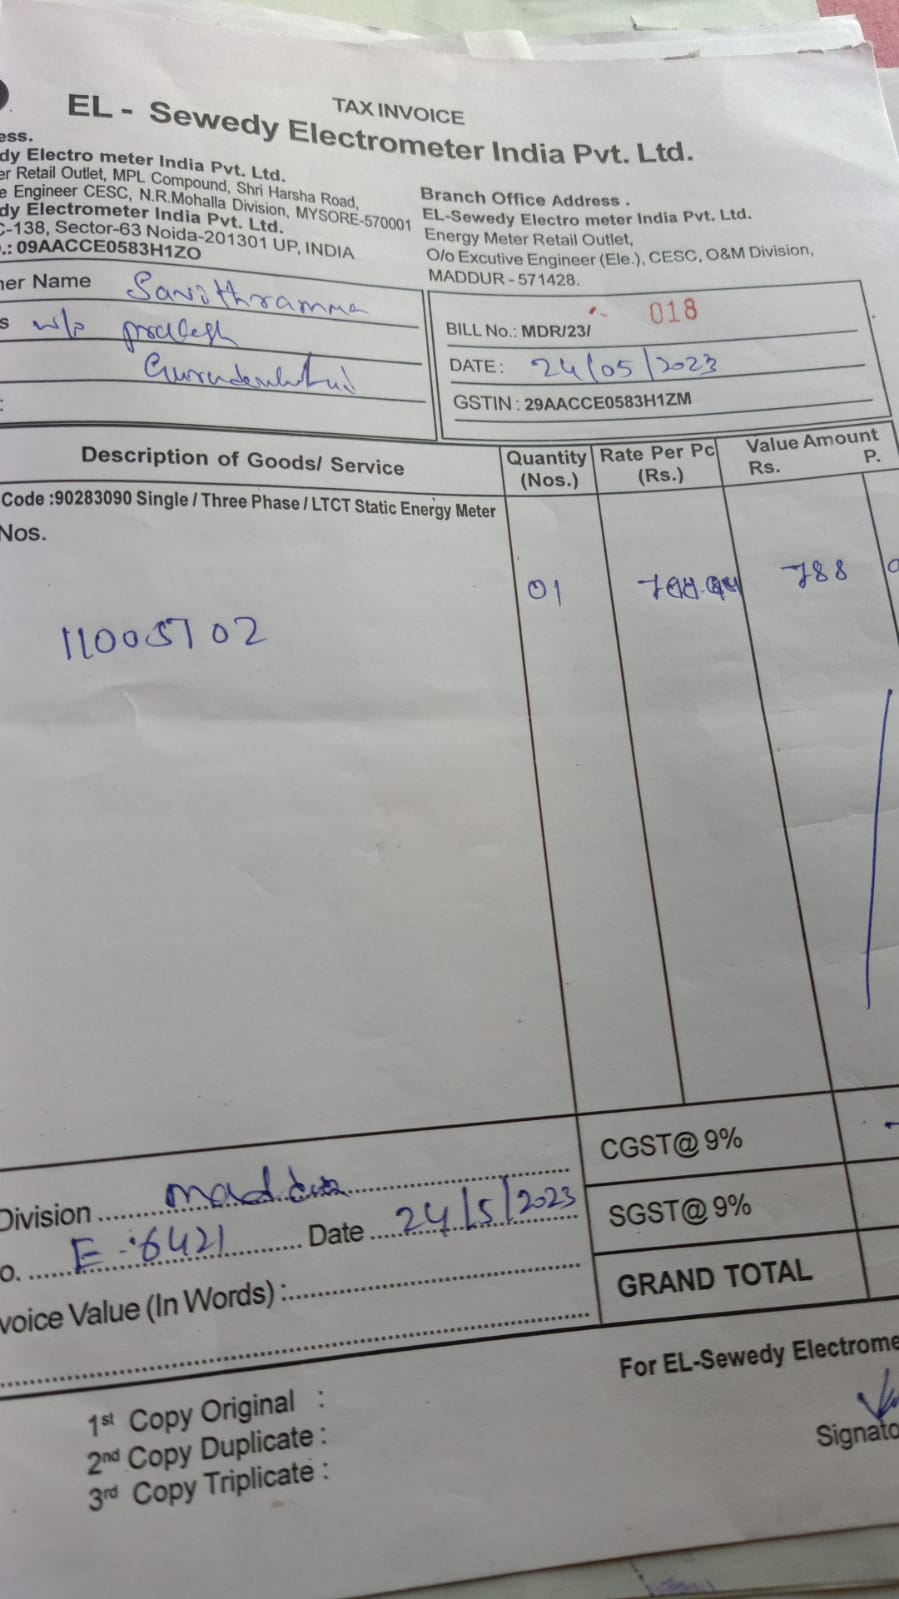 TAX INVOICE
EL - Sewedy Electrometer India Pvt. Ltd.
ess.
dy Electro meter India Pvt. Ltd.
er Retail Outlet, MPL Compound, Shri Harsha Road,
e Engineer CESC, N.R.Mohalla Division, MYSORE-570001
dy Electrometer India Pvt. Ltd.
C-138, Sector-63 Noida-201301 UP, INDIA
.: 09AACCE0583H1ZO
Branch Office Address .
EL-Sewedy Electro meter India Pvt. Ltd.
Energy Meter Retail Outlet,
O/o Excutive Engineer (Ele.), CESC, O&M Division,
MADDUR - 571428.
ner Name Savithramma
s w/o
:
BILL No.: MDR/23/ 018
DATE : 24/05/2023
GSTIN : 29AACCE0583H1ZM
Description of Goods/ Service Quantity (Nos.) Rate Per Pc (Rs.) Value Amount Rs. P.
Code :90283090 Single / Three Phase / LTCT Static Energy Meter
Nos.
01 788
11005702
CGST@ 9%
SGST@ 9%
GRAND TOTAL
Division maddur
o. E-6421 Date 24/5/2023
voice Value (In Words) :
For EL-Sewedy Electrome
1st Copy Original :
2nd Copy Duplicate :
3rd Copy Triplicate :
Signato